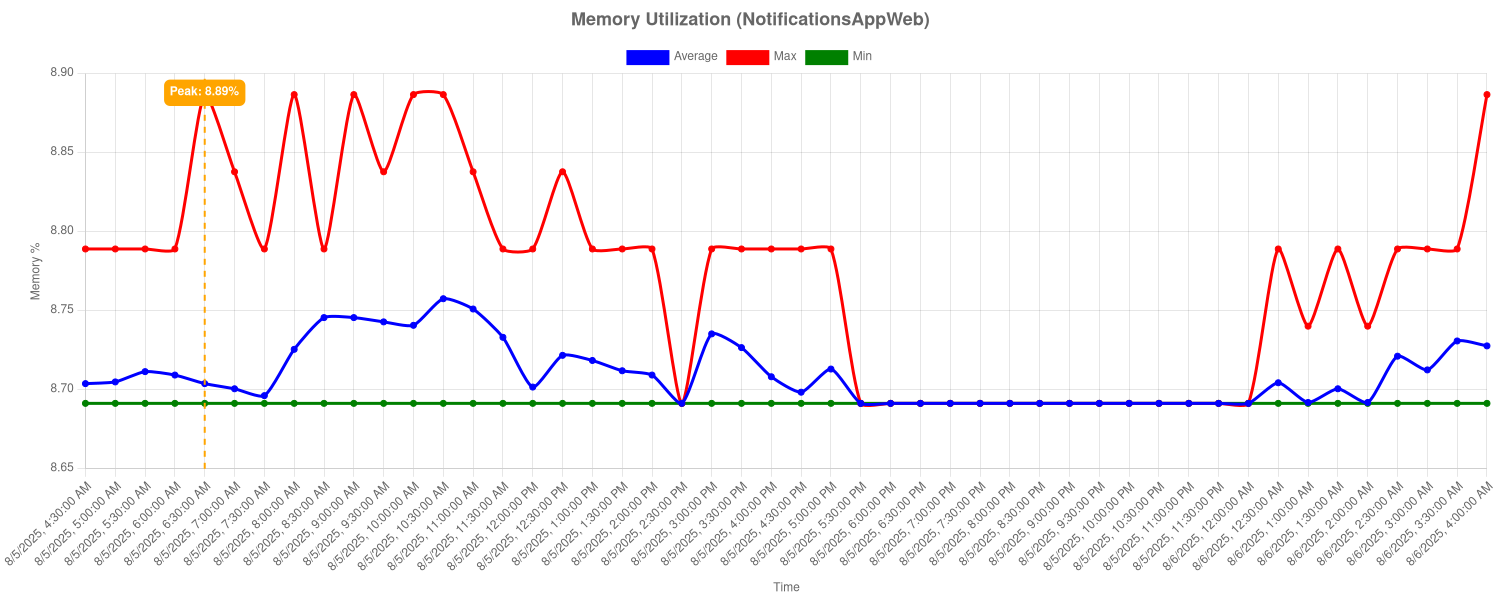 Memory Utilization (NotificationsAppWeb)
Average Max Min
Peak: 8.89%
8.90
8.85
8.80
8.75
8.70
8.65
Memory %
8/5/2025, 4:30:00 AM
8/5/2025, 5:00:00 AM
8/5/2025, 5:30:00 AM
8/5/2025, 6:00:00 AM
8/5/2025, 6:30:00 AM
8/5/2025, 7:00:00 AM
8/5/2025, 7:30:00 AM
8/5/2025, 8:00:00 AM
8/5/2025, 8:30:00 AM
8/5/2025, 9:00:00 AM
8/5/2025, 9:30:00 AM
8/5/2025, 10:00:00 AM
8/5/2025, 10:30:00 AM
8/5/2025, 11:00:00 AM
8/5/2025, 11:30:00 AM
8/5/2025, 12:00:00 PM
8/5/2025, 12:30:00 PM
8/5/2025, 1:00:00 PM
8/5/2025, 1:30:00 PM
8/5/2025, 2:00:00 PM
8/5/2025, 2:30:00 PM
8/5/2025, 3:00:00 PM
8/5/2025, 3:30:00 PM
8/5/2025, 4:00:00 PM
8/5/2025, 4:30:00 PM
8/5/2025, 5:00:00 PM
8/5/2025, 5:30:00 PM
8/5/2025, 6:00:00 PM
8/5/2025, 6:30:00 PM
8/5/2025, 7:00:00 PM
8/5/2025, 7:30:00 PM
8/5/2025, 8:00:00 PM
8/5/2025, 8:30:00 PM
8/5/2025, 9:00:00 PM
8/5/2025, 9:30:00 PM
8/5/2025, 10:00:00 PM
8/5/2025, 10:30:00 PM
8/5/2025, 11:00:00 PM
8/5/2025, 11:30:00 PM
8/6/2025, 12:00:00 AM
8/6/2025, 12:30:00 AM
8/6/2025, 1:00:00 AM
8/6/2025, 1:30:00 AM
8/6/2025, 2:00:00 AM
8/6/2025, 2:30:00 AM
8/6/2025, 3:00:00 AM
8/6/2025, 3:30:00 AM
8/6/2025, 4:00:00 AM
Time